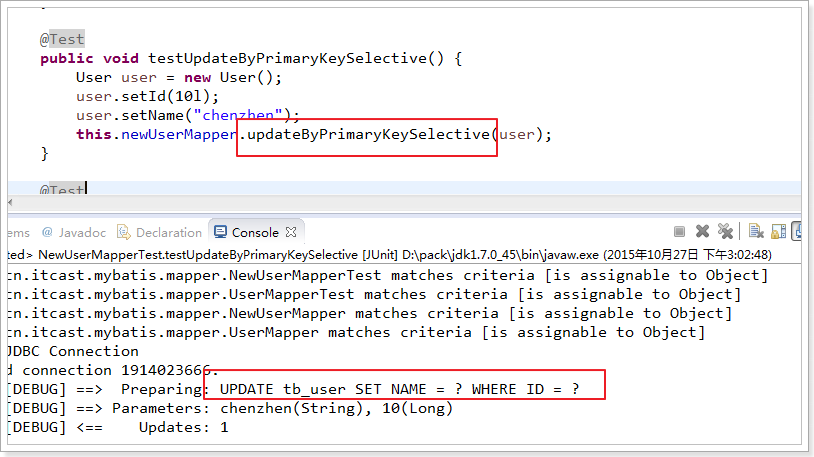 @Test
public void testUpdateByPrimaryKeySelective() {
User user = new User();
user.setId(10l);
user.setName("chenzhen");
this.newUserMapper.updateByPrimaryKeySelective(user);
}
@Test
ems @ Javadoc Declaration Console
ted> NewUserMapperTest.testUpdateByPrimaryKeySelective [JUnit] D:\pack\jdk1.7.0_45\bin\javaw.exe (2015年10月27日 下午3:02:48)
cn.itcast.mybatis.mapper.NewUserMapperTest matches criteria [is assignable to Object]
cn.itcast.mybatis.mapper.UserMapperTest matches criteria [is assignable to Object]
cn.itcast.mybatis.mapper.NewUserMapper matches criteria [is assignable to Object]
cn.itcast.mybatis.mapper.UserMapper matches criteria [is assignable to Object]
JDBC Connection
d connection 1914023666.
[DEBUG] ==>  Preparing: UPDATE tb_user SET NAME = ? WHERE ID = ?
[DEBUG] ==> Parameters: chenzhen(String), 10(Long)
[DEBUG] <==    Updates: 1